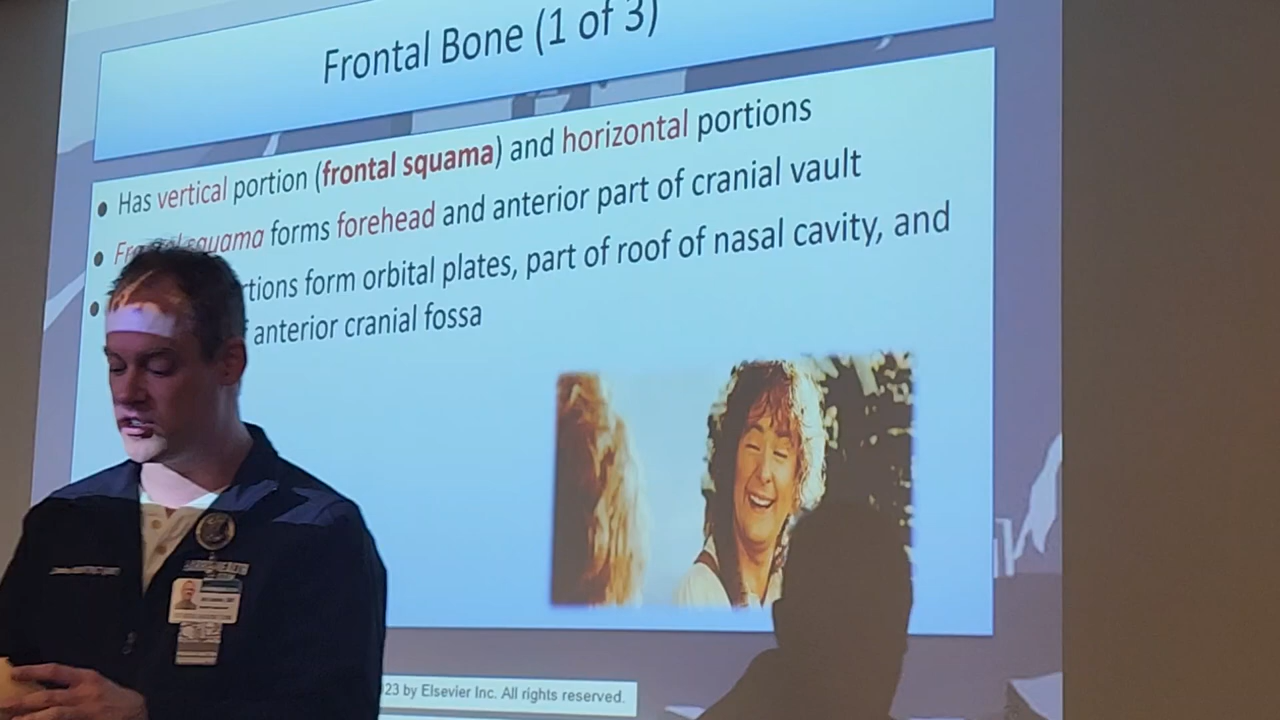 Frontal Bone (1 of 3)
• Has vertical portion (frontal squama) and horizontal portions
• squama forms forehead and anterior part of cranial vault
• form orbital plates, part of roof of nasal cavity, and
anterior cranial fossa
by Elsevier Inc. All rights reserved.